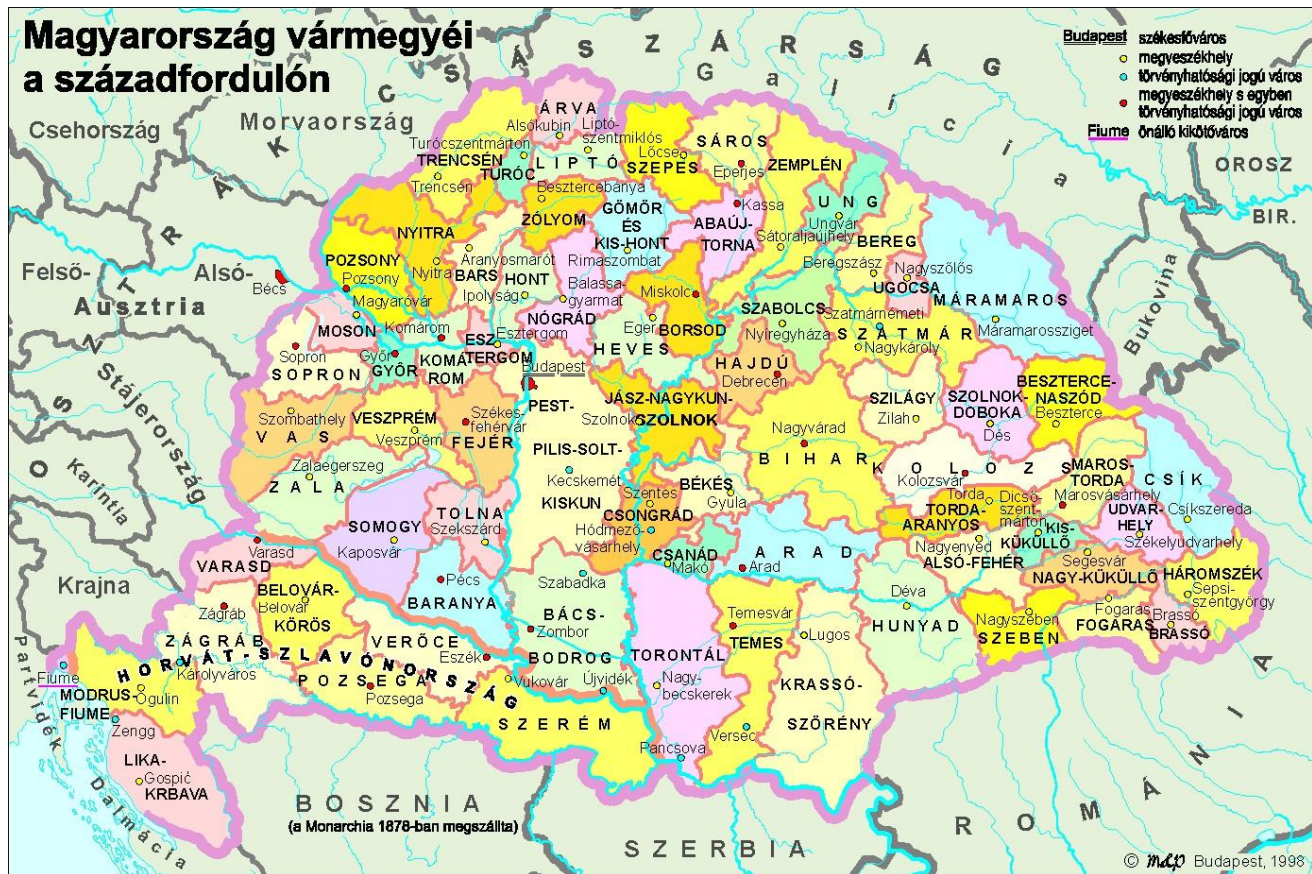 Magyarország vármegyéi
a századfordulón
Budapest székesfőváros
megyeszékhely
törvényhatósági jogú város
megyeszékhely s egyben
törvényhatósági jogú város
Fiume önálló kikötőváros
CSÁSZÁRSÁG
Galícia
OROSZ
BIR.
Csehország
Morvaország
OSZTRÁK
Felső-
Alsó-
Ausztria
Bécs
Stájerország
Karintia
Krajna
Partvidék
Dalmácia
Bukovina
ROMÁNIA
SZERBIA
BOSZNIA
(a Monarchia 1878-ban megszállta)
ÁRVA
Alsókubin
Liptó-
szentmiklós
LIPTÓ
Turócszentmárton
TRENCSÉN
Trencsén
TURÓC
SZEPES
Lőcse
SÁROS
Eperjes
ZEMPLÉN
Sátoraljaújhely
UNG
Ungvár
BEREG
Beregszász
Nagyszőlős
UGOCSA
MÁRAMAROS
Máramarossziget
NYITRA
Nyitra
POZSONY
Pozsony
Besztercebánya
ZÓLYOM
GÖMÖR
ÉS
KIS-HONT
Rimaszombat
ABAÚJ-
TORNA
Kassa
Aranyosmarót
BARS
HONT
Ipolyság
Balassa-
gyarmat
NÓGRÁD
Miskolc
BORSOD
Eger
HEVES
SZABOLCS
Nyíregyháza
Szatmárnémeti
SZATMÁR
Nagykároly
HAJDÚ
Debrecen
Magyaróvár
MOSON
Sopron
SOPRON
Győr
GYŐR
Komárom
KOMÁ
ROM
ESZ
TERGOM
Esztergom
Budapest
PEST-
PILIS-SOLT-
KISKUN
Kecskemét
Szombathely
VAS
VESZPRÉM
Veszprém
Székes-
fehérvár
FEJÉR
Zalaegerszeg
ZALA
SOMOGY
Kaposvár
TOLNA
Szekszárd
Pécs
BARANYA
JÁSZ-NAGYKUN-
SZOLNOK
Szolnok
BÉKÉS
Gyula
Szentes
CSONGRÁD
Hódmező-
vásárhely
CSANÁD
Makó
ARAD
Arad
Nagyvárad
BIHAR
SZILÁGY
Zilah
SZOLNOK-
DOBOKA
Dés
BESZTERCE-
NASZÓD
Beszterce
KOLOZS
Kolozsvár
MAROS-
TORDA
Marosvásárhely
CSÍK
Csíkszereda
Torda
TORDA-
ARANYOS
Dicső-
szent-
márton
KIS-
KÜKÜLLŐ
UDVAR-
HELY
Székelyudvarhely
Nagyenyed
ALSÓ-FEHÉR
Segesvár
NAGY-KÜKÜLLŐ
HÁROMSZÉK
Sepsi-
szentgyörgy
Déva
HUNYAD
Nagyszeben
SZEBEN
Fogaras
FOGARAS
Brassó
BRASSÓ
Szabadka
BÁCS-
Zombor
BODROG
Újvidék
TORONTÁL
Nagy-
becskerek
Pancsova
Temesvár
TEMES
Versec
Lugos
KRASSÓ-
SZÖRÉNY
Varasd
VARASD
BELOVÁR-
Belovár
KÖRÖS
Zágráb
ZÁGRÁB
HORVÁT-SZLAVÓNORSZÁG
VERŐCE
Eszék
POZSEGA
Pozsega
Vukovár
SZERÉM
Károlyváros
Fiume
MODRUS-
FIUME
Ogulin
Zengg
LIKA-
KRBAVA
Gospič
© Budapest, 1998